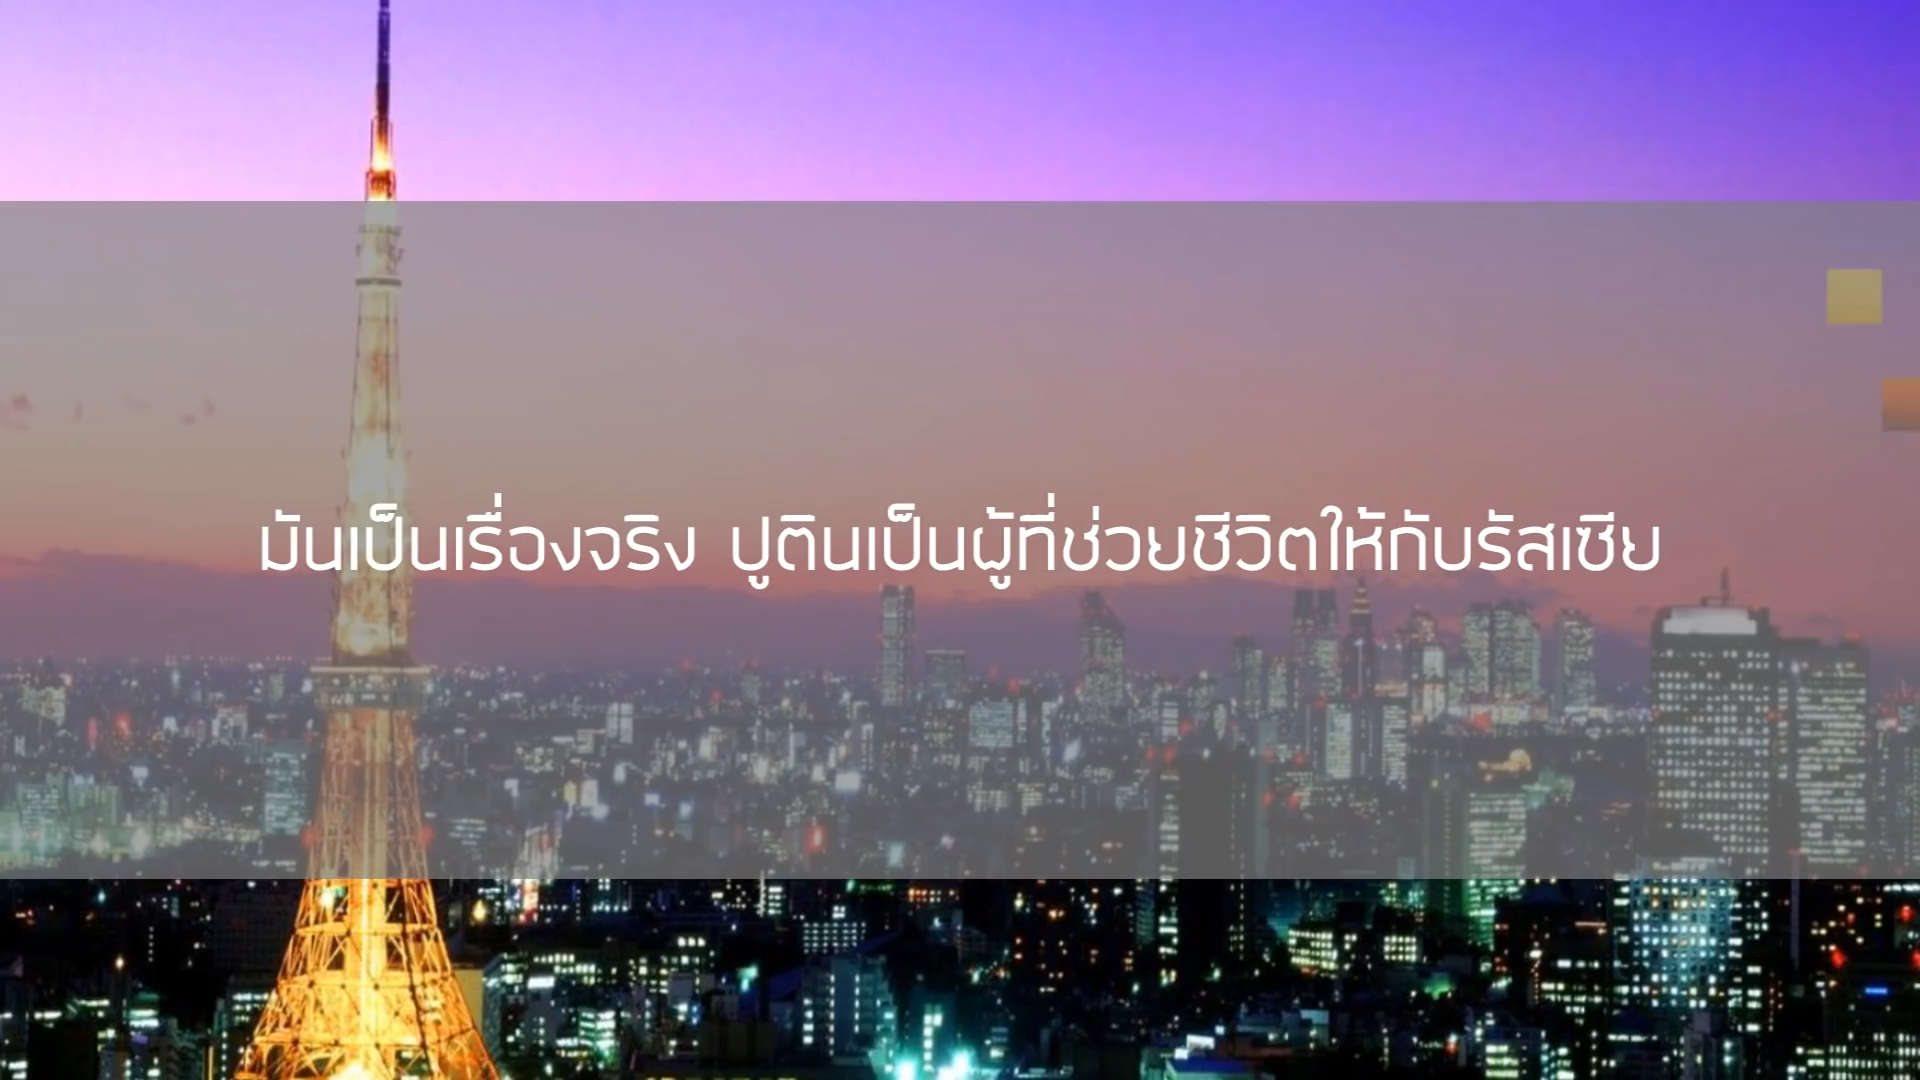 มันเป็นเรื่องจริง ปูตินเป็นผู้ที่ช่วยชีวิตให้กับรัสเซีย